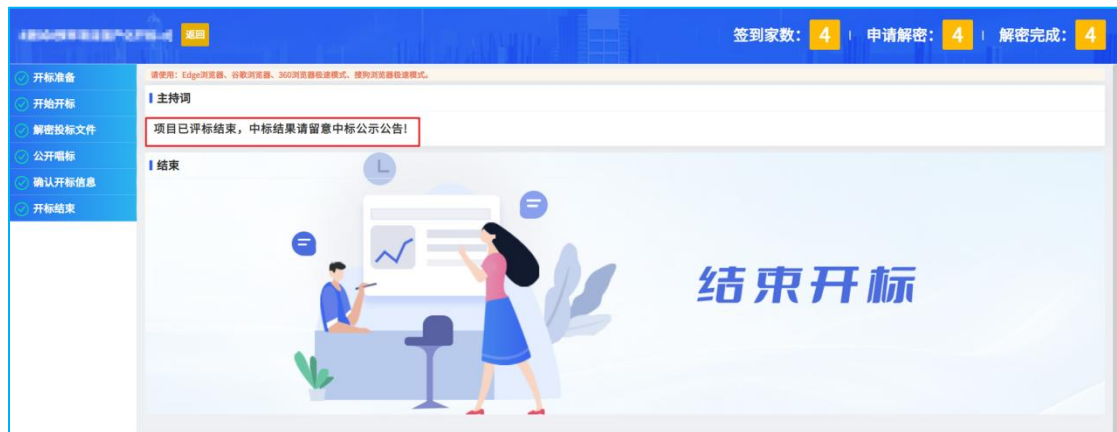 返回
签到家数： 4 申请解密： 4 解密完成： 4
开标准备
开始开标
解密投标文件
公开唱标
确认开标信息
开标结束
请使用：Edge浏览器、谷歌浏览器、360浏览器极速模式、搜狗浏览器极速模式。
主持词
项目已评标结束，中标结果请留意中标公示公告！
结束
结束开标